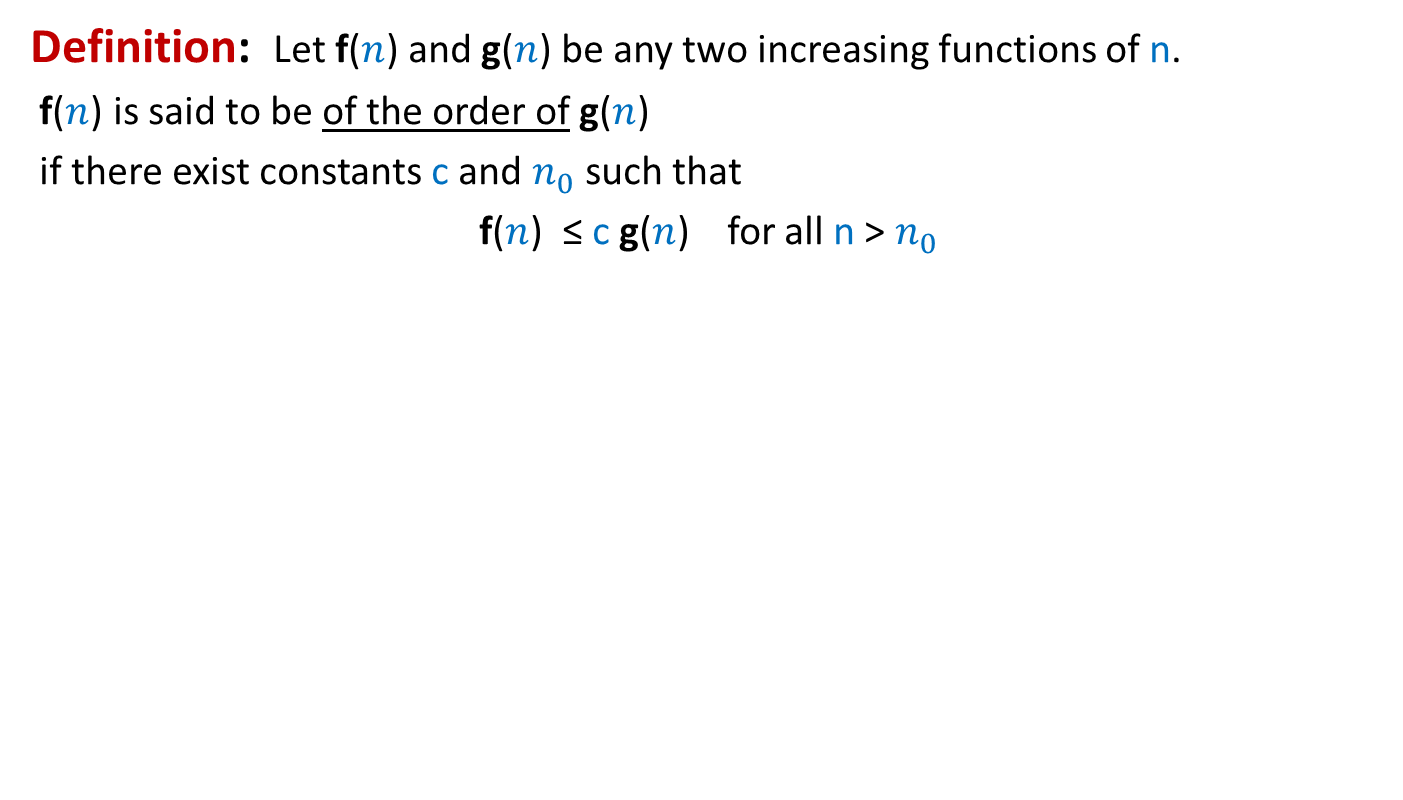 Definition: Let f(n) and g(n) be any two increasing functions of n.
f(n) is said to be of the order of g(n)
if there exist constants c and n₀ such that
f(n) ≤ c g(n) for all n > n₀